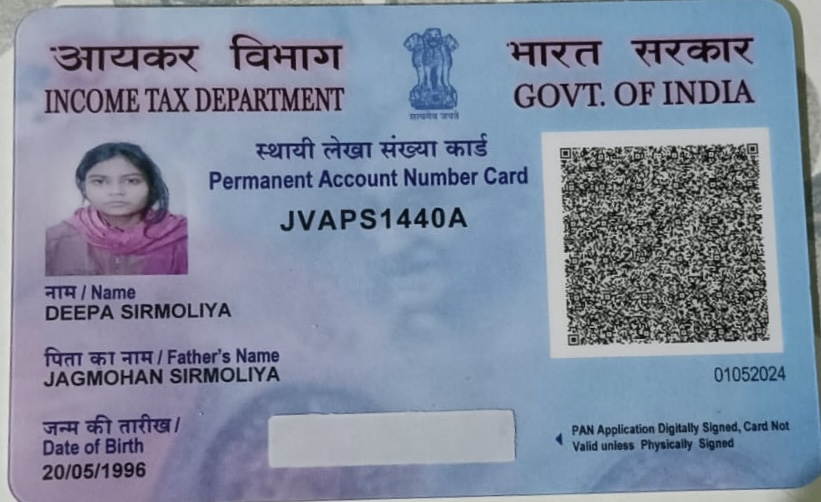 आयकर विभाग
INCOME TAX DEPARTMENT
सत्यमेव जयते
भारत सरकार
GOVT. OF INDIA
स्थायी लेखा संख्या कार्ड
Permanent Account Number Card
JVAPS1440A
नाम / Name
DEEPA SIRMOLIYA
पिता का नाम / Father's Name
JAGMOHAN SIRMOLIYA
01052024
जन्म की तारीख /
Date of Birth
20/05/1996
PAN Application Digitally Signed, Card Not
Valid unless Physically Signed